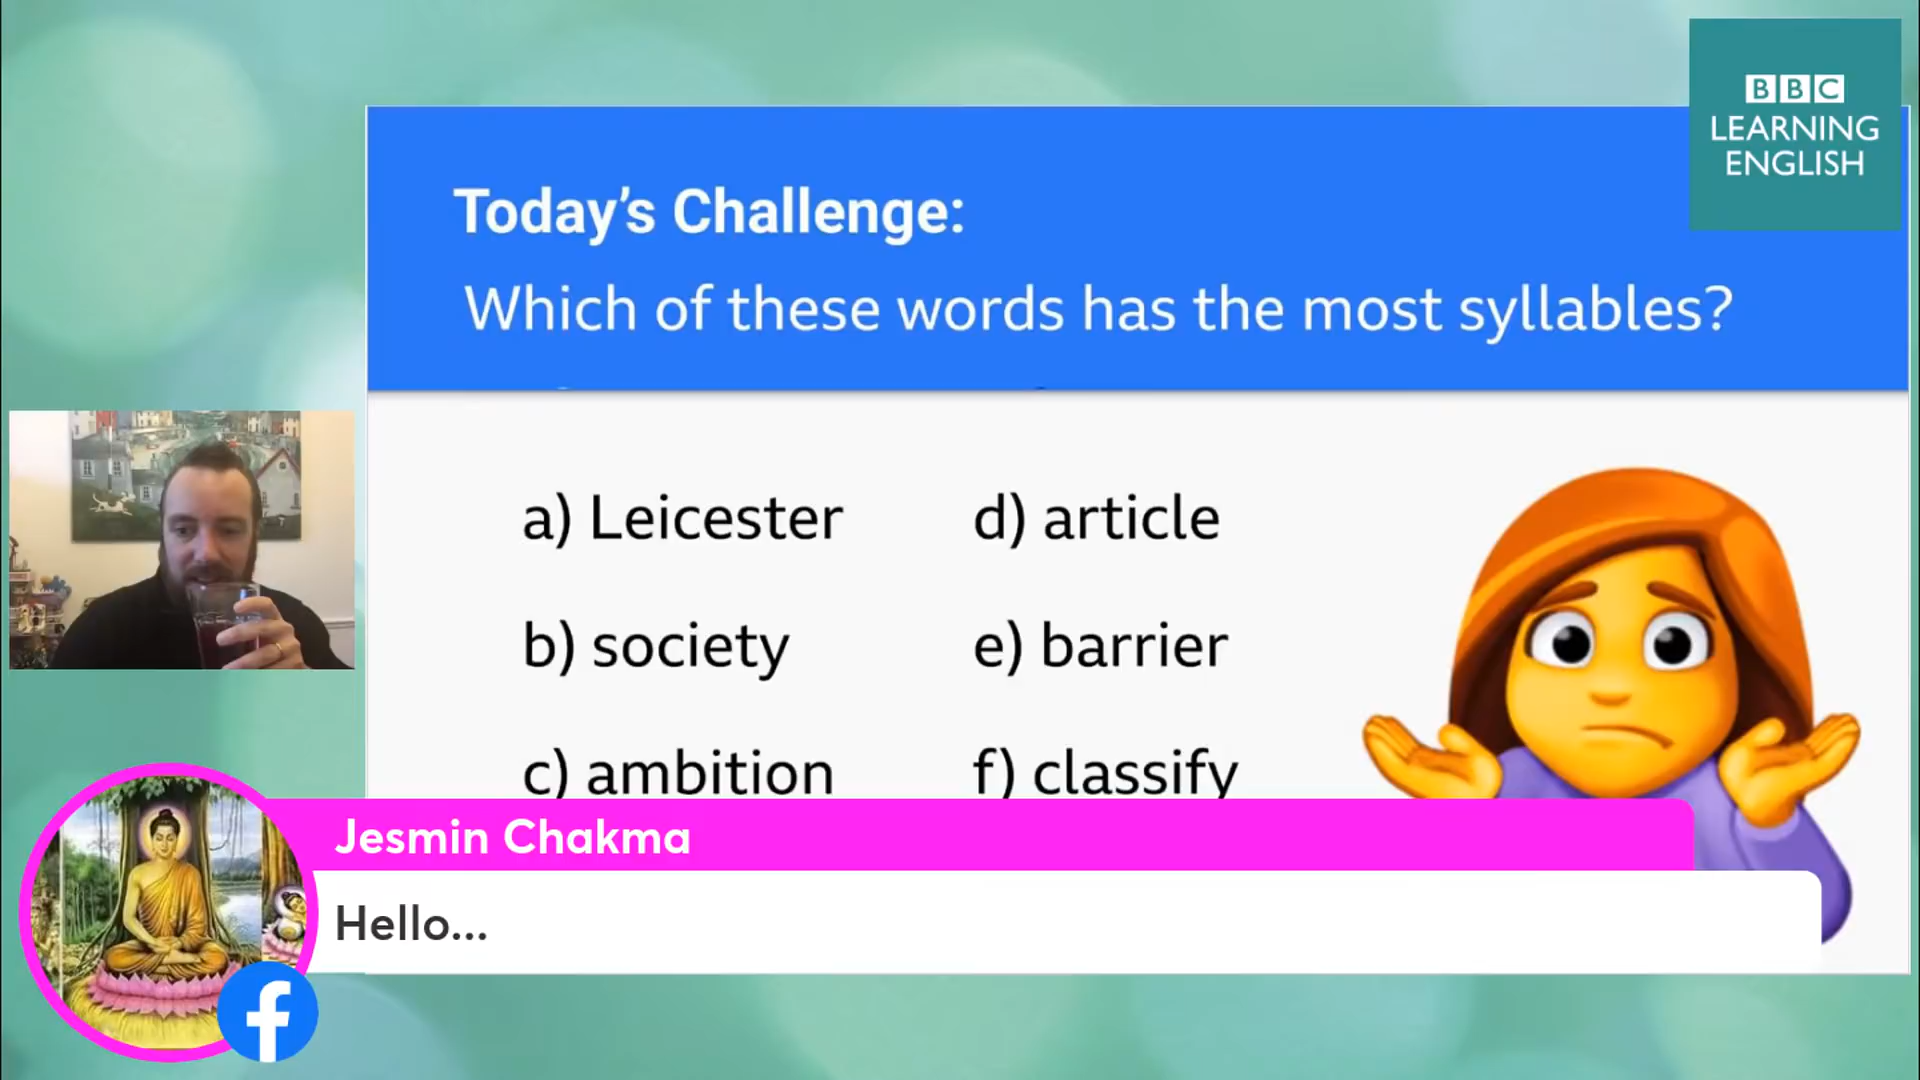 BBC
LEARNING
ENGLISH
Today's Challenge:
Which of these words has the most syllables?
a) Leicester
d) article
b) society
e) barrier
c) ambition
f) classify
Jesmin Chakma
Hello...